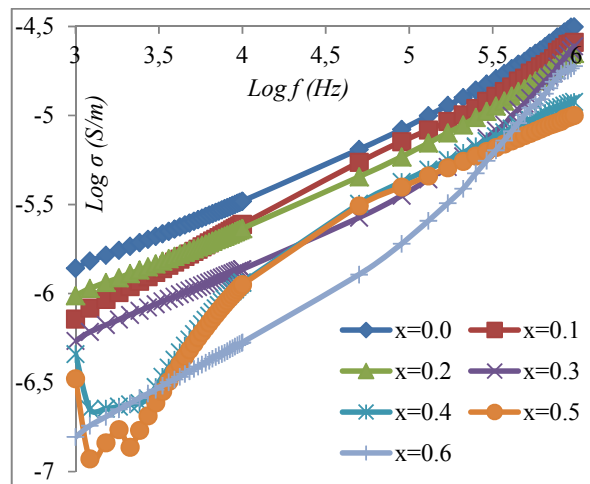 -4,5
3 3,5 4 4,5 5 5,5 6
Log f (Hz)
-5
Log σ (S/m)
-5,5
-6
-6,5
-7
x=0.0 x=0.1
x=0.2 x=0.3
x=0.4 x=0.5
x=0.6